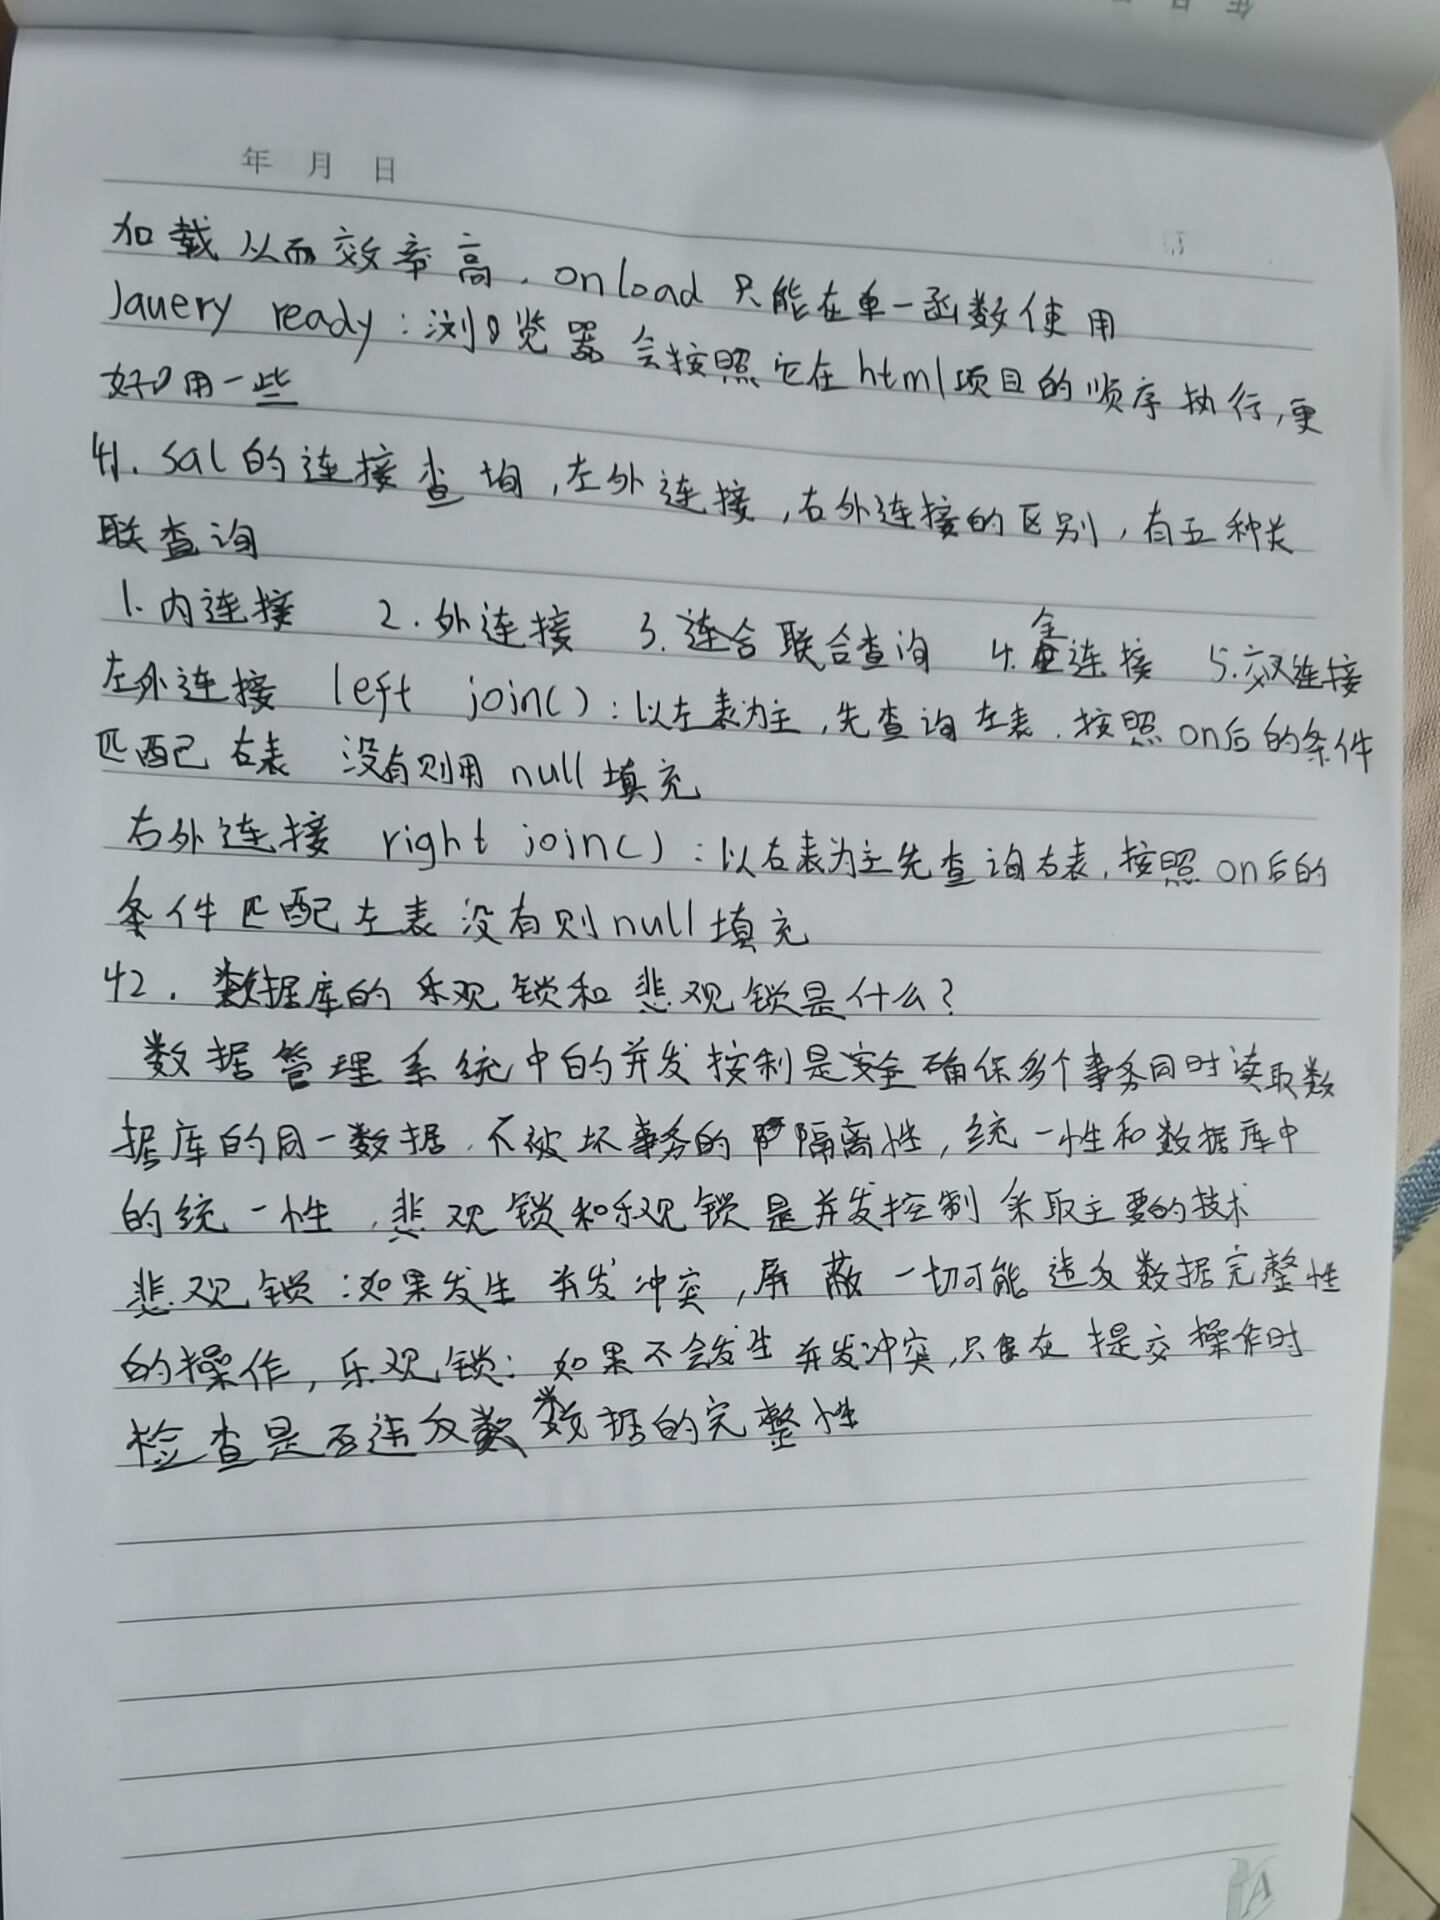 年 月 日
加载从而效率高，onload只能在单一函数使用
Jauery ready：浏览器会按照它在html项目的顺序执行，更
好用一些
41. sal的连接查询，左外连接，右外连接的区别，有五种关
联查询
1.内连接 2.外连接 3.连合联合查询 4.全连接 5.交叉连接
左外连接 left join()：以左表为主，先查询左表，按照on后的条件
匹配右表 没有则用null填充
右外连接 right join()：以右表为主先查询右表，按照on后的
条件匹配左表没有则null填充
42. 数据库的乐观锁和悲观锁是什么？
数据管理系统中的并发按制是安全确保多个事务同时读取数
据库的同一数据，不被坏事务的隔离性，统一性和数据库中
的统一性，悲观锁和乐观锁是并发控制采取主要的技术
悲观锁：如果发生并发冲突，屏蔽一切可能违反数据完整性
的操作，乐观锁：如果不会发生并发冲突，只在提交操作时
检查是否违反数据的完整性